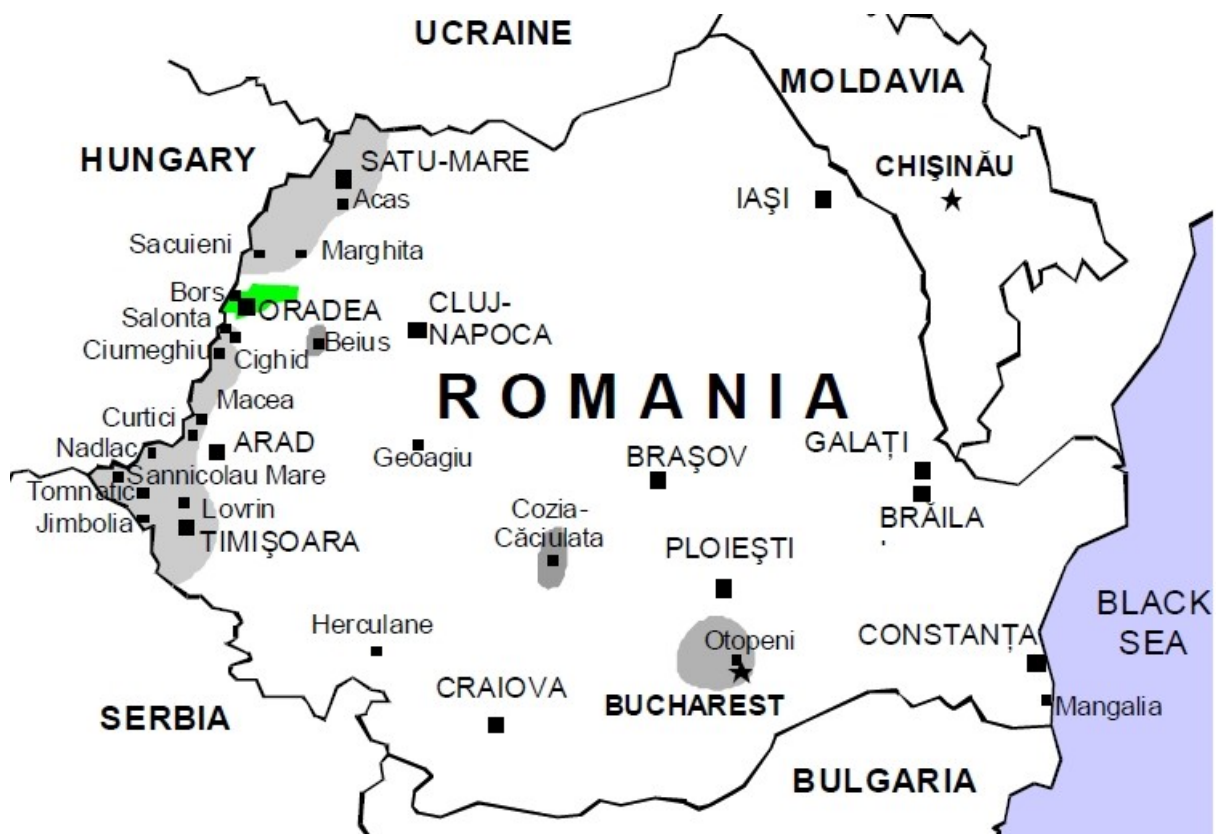 UCRAINE
MOLDAVIA
HUNGARY
SATU-MARE
CHIŞINĂU
Acas
IAŞI
Sacuieni
Marghita
Bors
ORADEA
CLUJ-
NAPOCA
Salonta
Ciumeghiu
Cighid
Beius
ROMANIA
Macea
Curtici
ARAD
GALAȚI
Nadlac
Geoagiu
BRAŞOV
Sannicolau Mare
Tomnatic
Lovrin
Cozia-
Căciulata
Jimbolia
TIMIŞOARA
BRĂILA
PLOIEŞTI
BLACK
SEA
Herculane
Otopeni
CONSTANȚA
CRAIOVA
BUCHAREST
SERBIA
Mangalia
BULGARIA